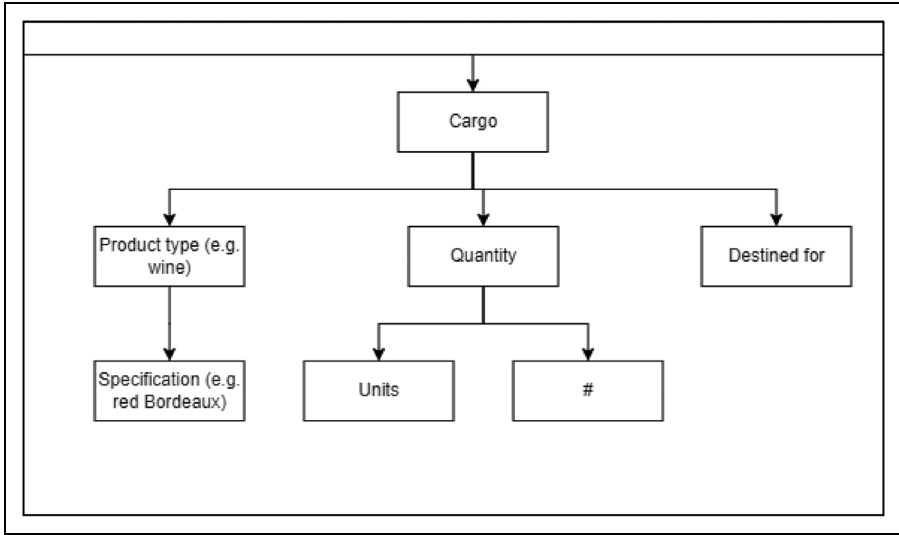 Cargo
Product type (e.g.
wine)
Quantity
Destined for
Specification (e.g.
red Bordeaux)
Units
#